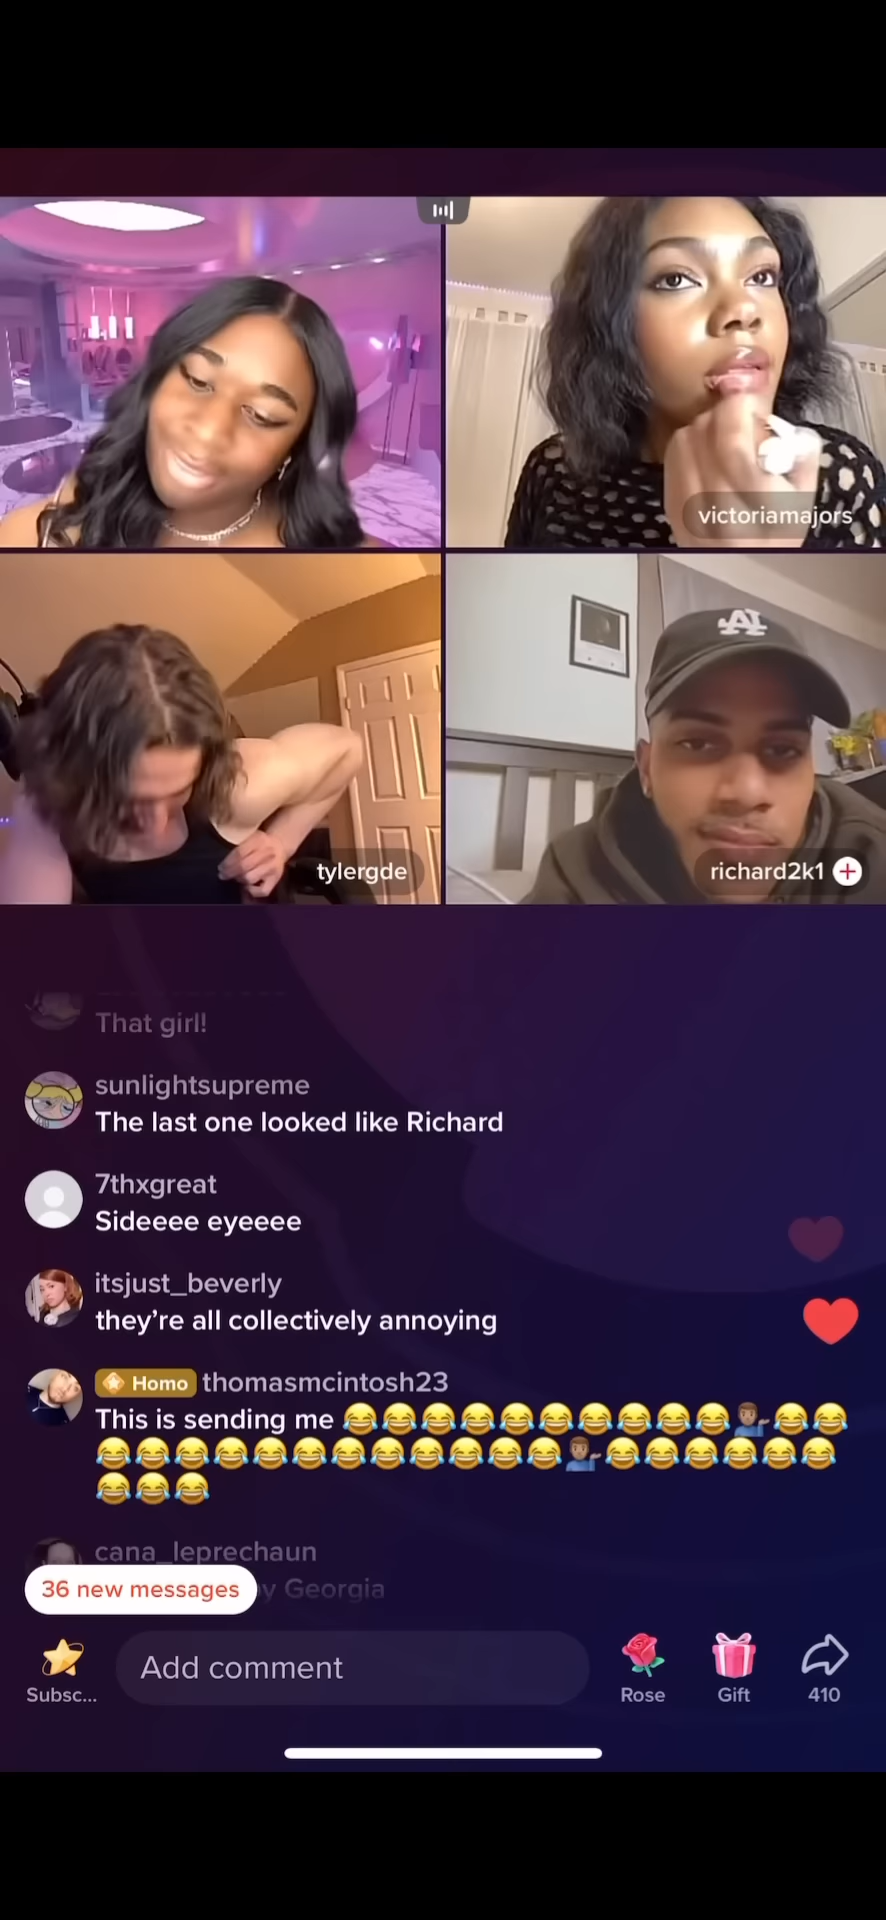 victoriamajors
LA
tylergde
richard2k1
That girl!
sunlightsupreme
The last one looked like Richard
7thxgreat
Sideeee eyeeee
itsjust_beverly
they're all collectively annoying
Homo thomasmcintosh23
This is sending me 😂😂😂😂😂😂😂😂😂😂💁🏽‍♂️😂😂
😂😂😂😂😂😂😂😂😂😂😂😂💁🏽‍♂️😂😂😂😂😂😂
😂😂😂
cana_leprechaun
36 new messages Georgia
Add comment
Subsc... Rose Gift 410